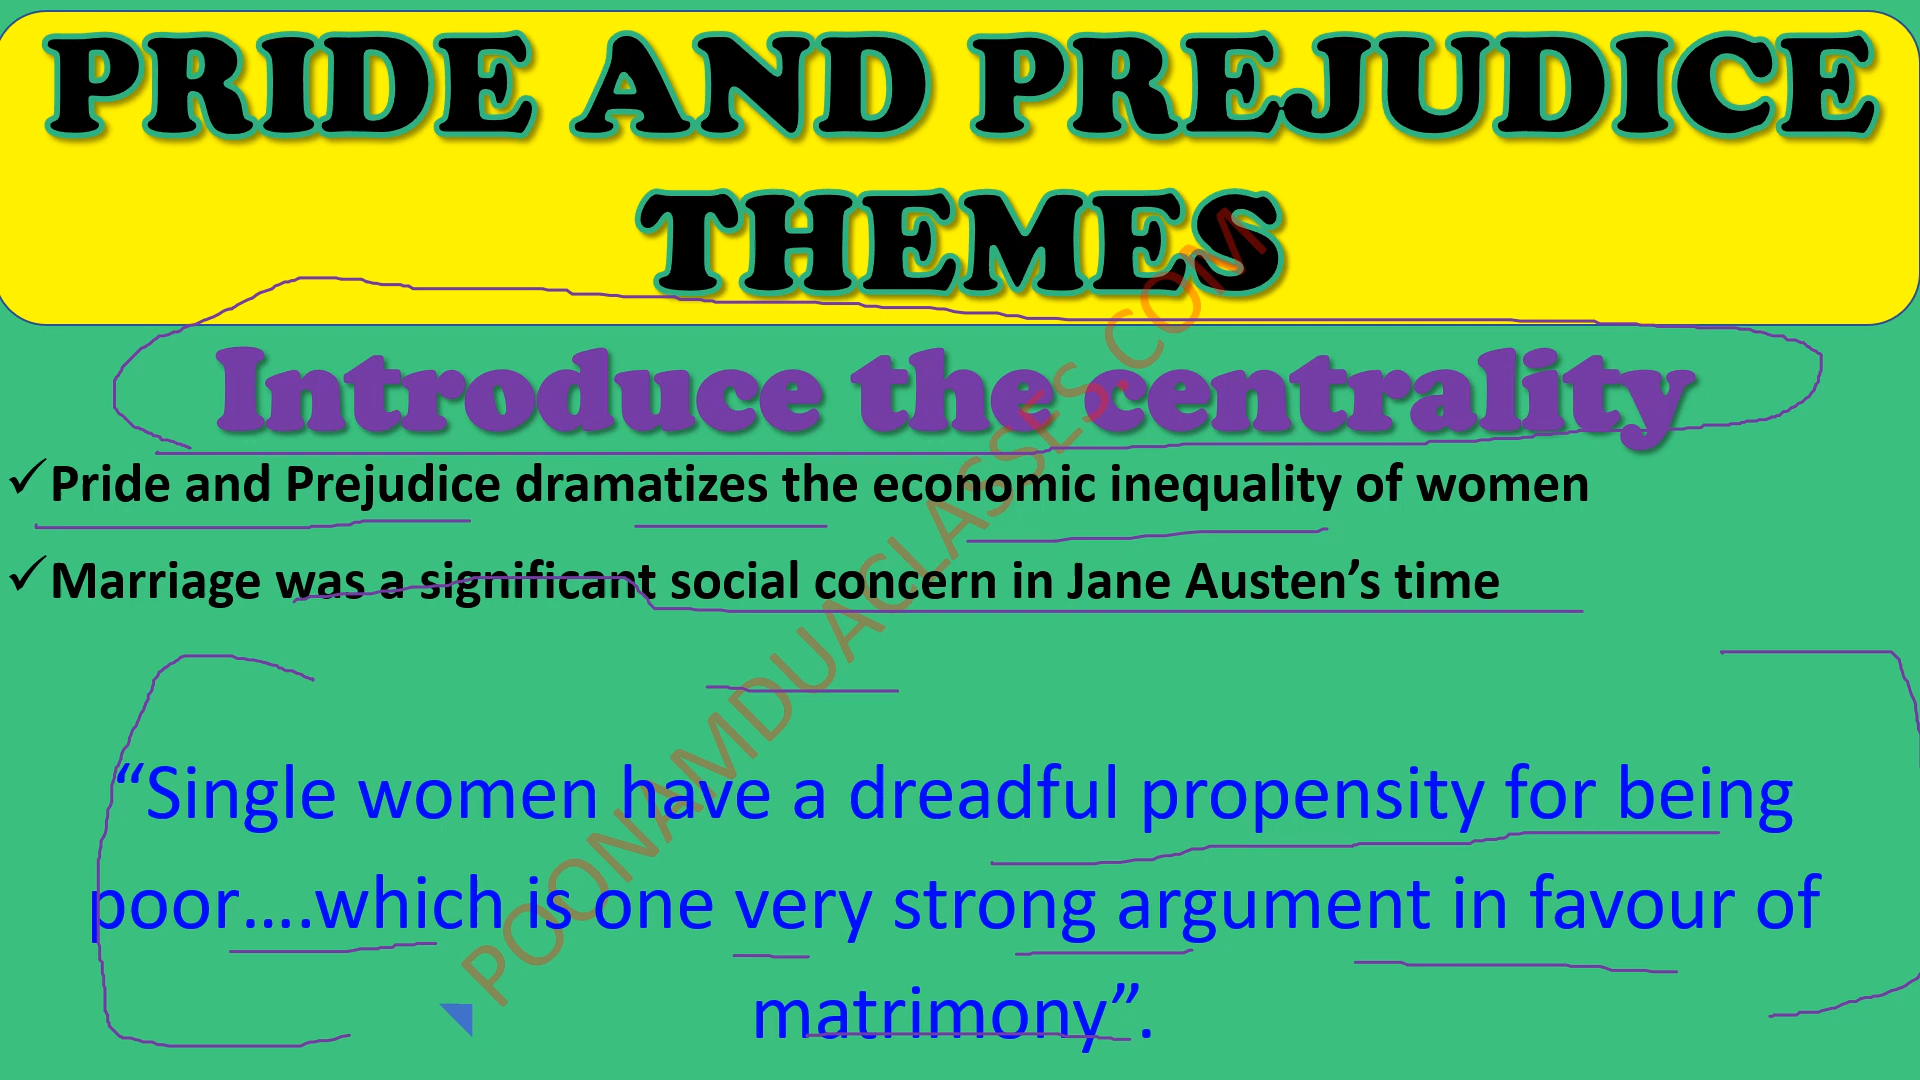 PRIDE AND PREJUDICE
THEMES
Introduce the centrality
✓Pride and Prejudice dramatizes the economic inequality of women
✓Marriage was a significant social concern in Jane Austen’s time
“Single women have a dreadful propensity for being
poor....which is one very strong argument in favour of
matrimony”.
POONAMDUACLASSES.COM